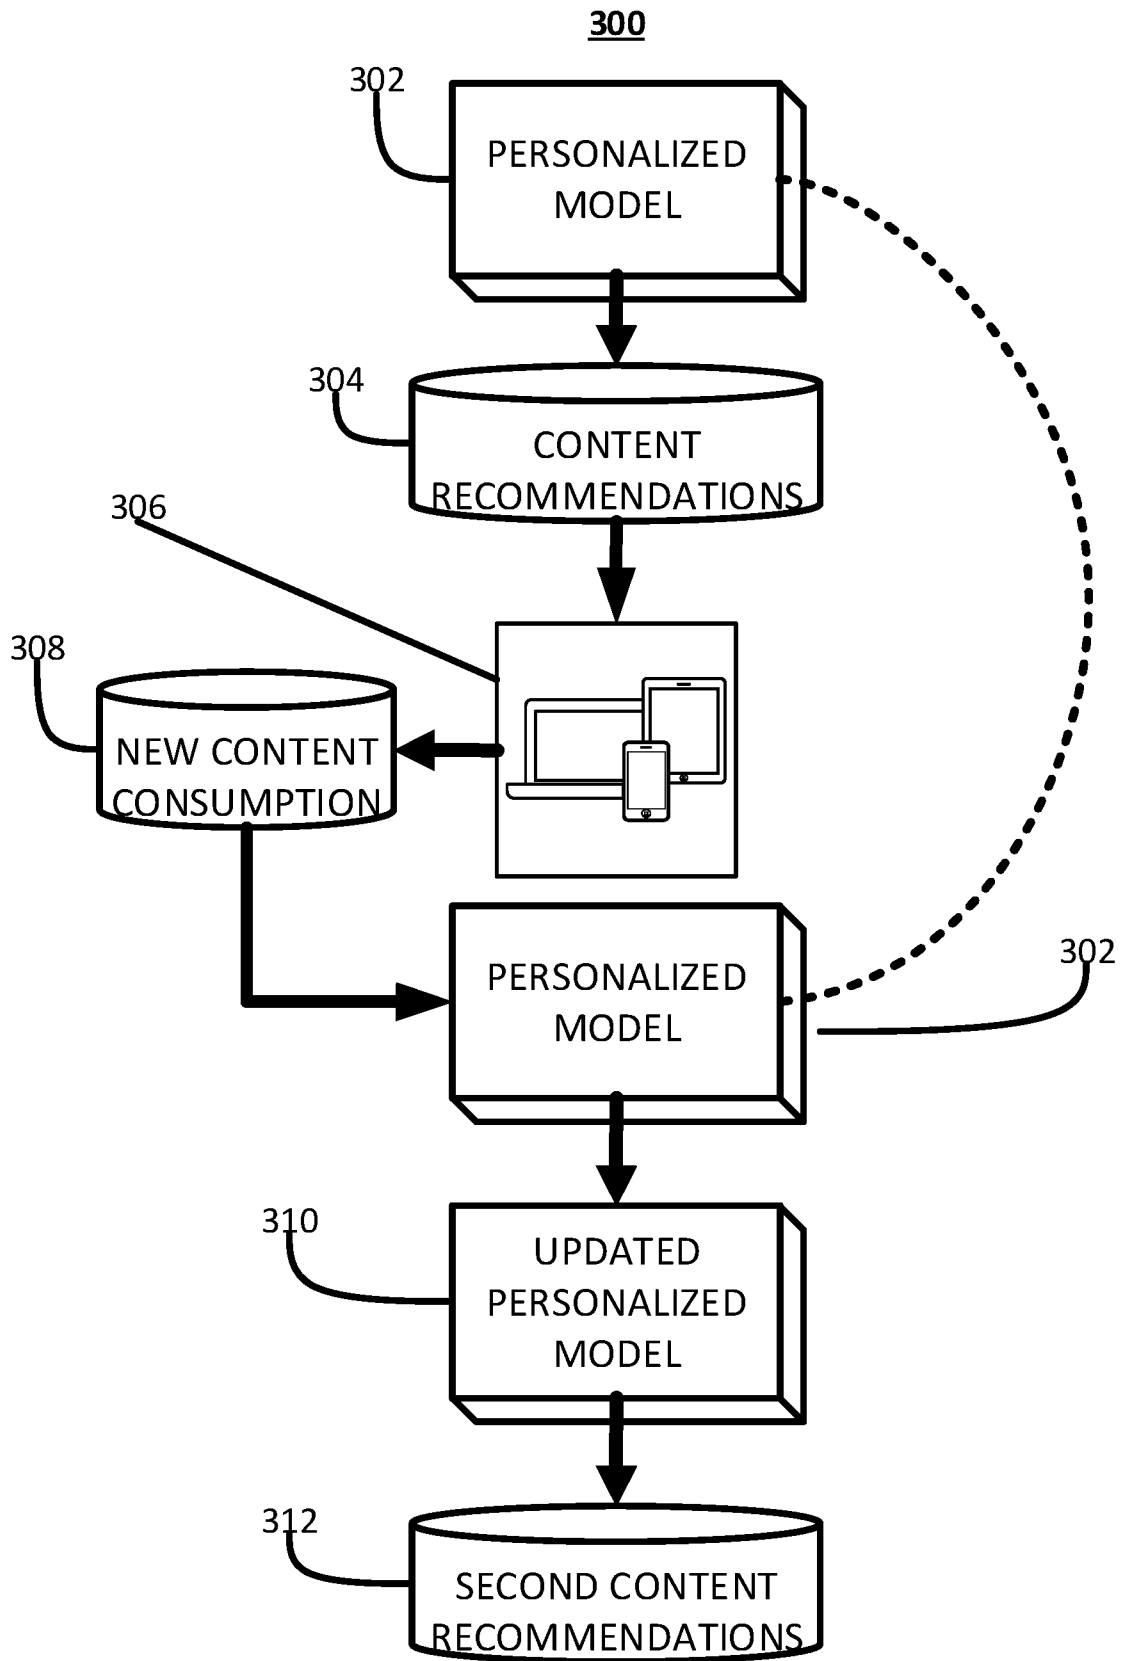 300
302
PERSONALIZED
MODEL
304
CONTENT
RECOMMENDATIONS
306
308
NEW CONTENT
CONSUMPTION
PERSONALIZED
MODEL
302
310
UPDATED
PERSONALIZED
MODEL
312
SECOND CONTENT
RECOMMENDATIONS